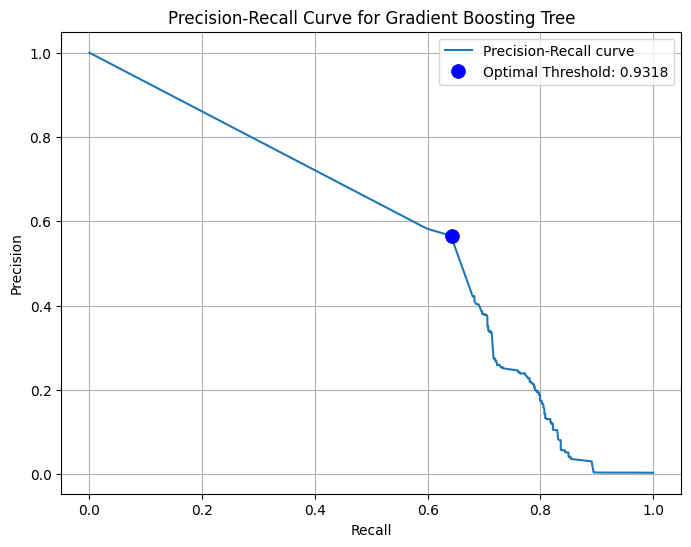 Precision-Recall Curve for Gradient Boosting Tree
Precision-Recall curve
Optimal Threshold: 0.9318
1.0
0.8
0.6
0.4
0.2
0.0
Precision
0.0 0.2 0.4 0.6 0.8 1.0
Recall